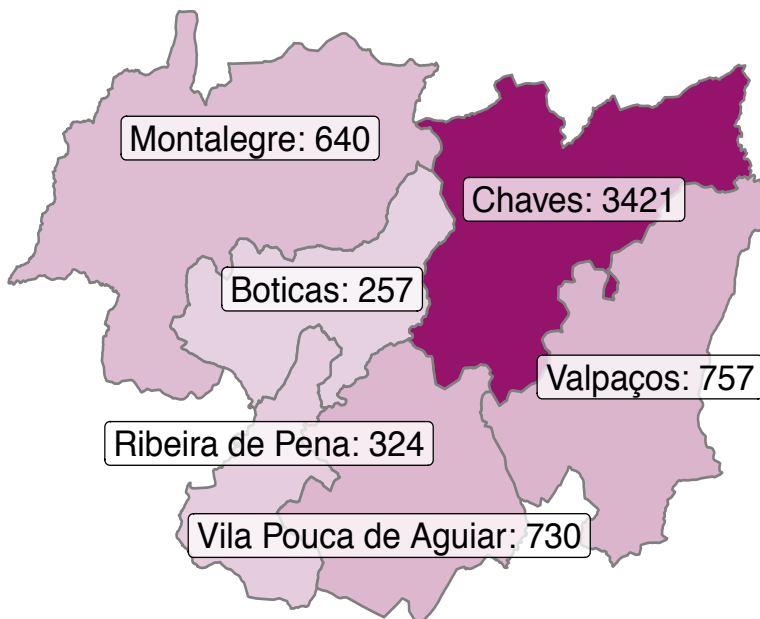 Montalegre: 640
Chaves: 3421
Boticas: 257
Valpaços: 757
Ribeira de Pena: 324
Vila Pouca de Aguiar: 730